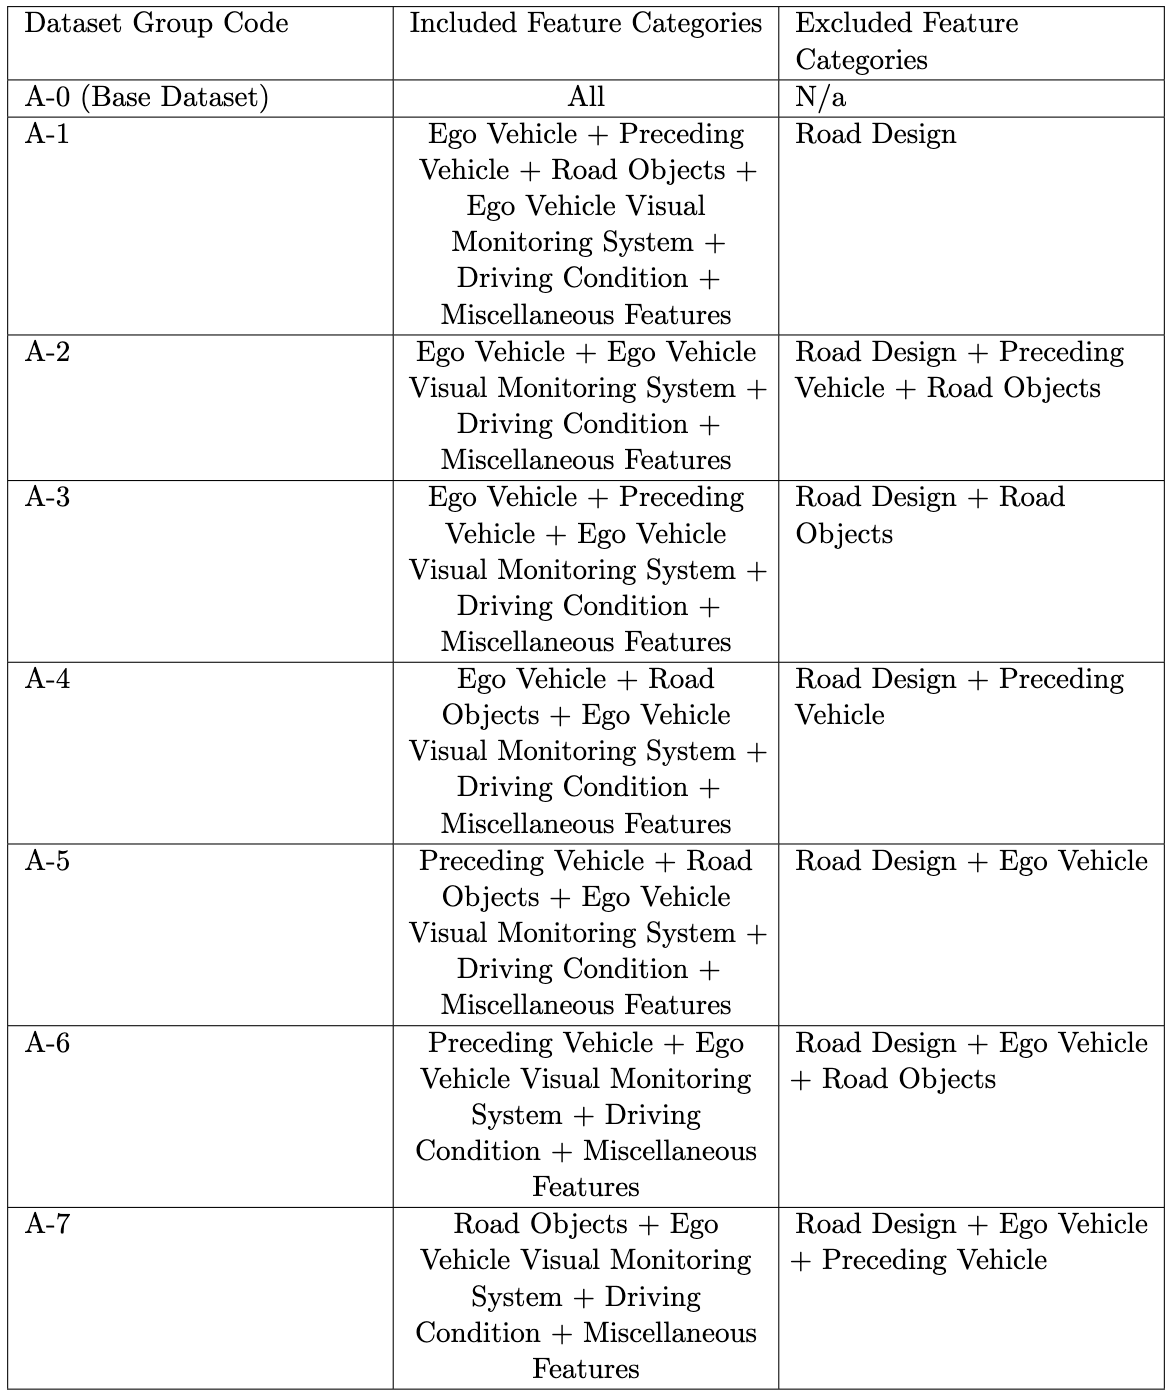 Dataset Group Code
Included Feature Categories
Excluded Feature
Categories
A-0 (Base Dataset)
All
N/a
A-1
Ego Vehicle + Preceding
Vehicle + Road Objects +
Ego Vehicle Visual
Monitoring System +
Driving Condition +
Miscellaneous Features
Road Design
A-2
Ego Vehicle + Ego Vehicle
Visual Monitoring System +
Driving Condition +
Miscellaneous Features
Road Design + Preceding
Vehicle + Road Objects
A-3
Ego Vehicle + Preceding
Vehicle + Ego Vehicle
Visual Monitoring System +
Driving Condition +
Miscellaneous Features
Road Design + Road
Objects
A-4
Ego Vehicle + Road
Objects + Ego Vehicle
Visual Monitoring System +
Driving Condition +
Miscellaneous Features
Road Design + Preceding
Vehicle
A-5
Preceding Vehicle + Road
Objects + Ego Vehicle
Visual Monitoring System +
Driving Condition +
Miscellaneous Features
Road Design + Ego Vehicle
A-6
Preceding Vehicle + Ego
Vehicle Visual Monitoring
System + Driving
Condition + Miscellaneous
Features
Road Design + Ego Vehicle
+ Road Objects
A-7
Road Objects + Ego
Vehicle Visual Monitoring
System + Driving
Condition + Miscellaneous
Features
Road Design + Ego Vehicle
+ Preceding Vehicle